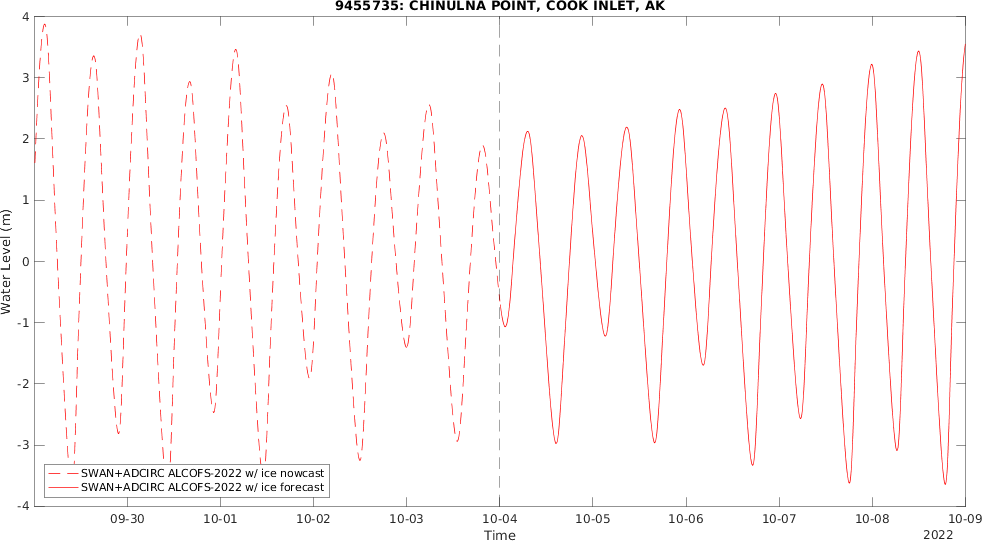 9455735: CHINULNA POINT, COOK INLET, AK
4
3
2
1
0
-1
-2
-3
-4
Water Level (m)
SWAN+ADCIRC ALCOFS-2022 w/ ice nowcast
SWAN+ADCIRC ALCOFS-2022 w/ ice forecast
09-30 10-01 10-02 10-03 10-04 10-05 10-06 10-07 10-08 10-09
Time
2022